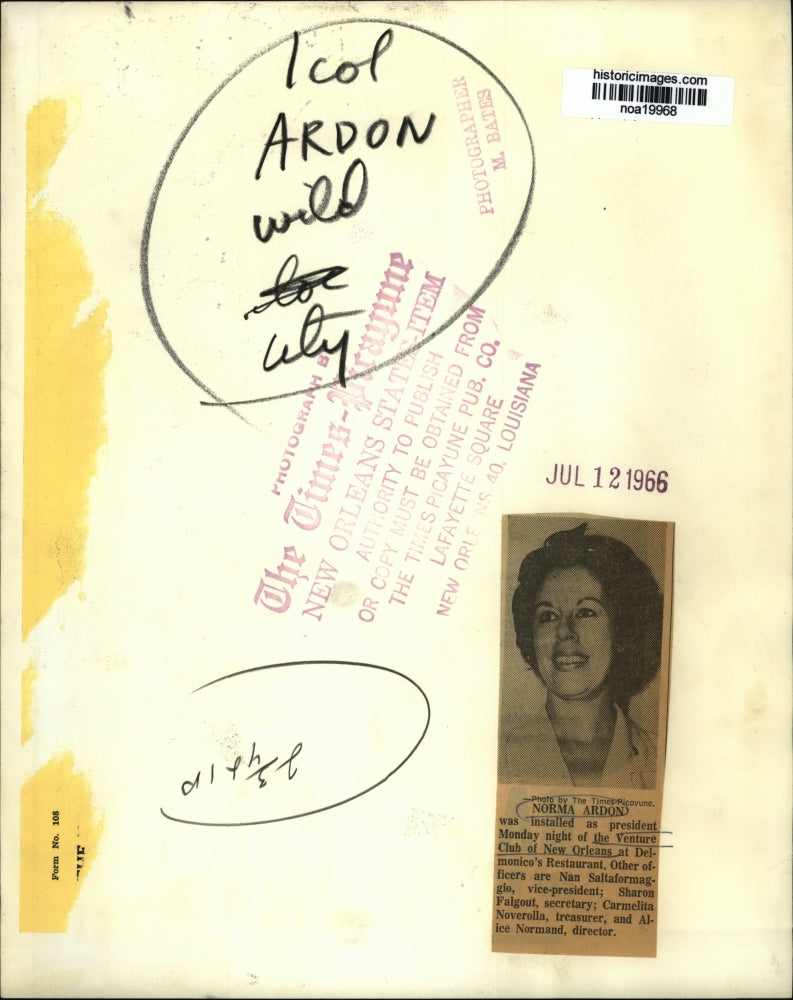 1 col
ARDON
wild
city
PHOTOGRAPHER
M. BATES
historicimages.com
noa19968
PHOTOGRAPH BY
The Times-Picayune
NEW ORLEANS STATES ITEM
AUTHORITY TO PUBLISH
OR COPY MUST BE OBTAINED FROM
THE TIMES PICAYUNE PUB. CO.
LAFAYETTE SQUARE
NEW ORLEANS 40, LOUISIANA
JUL 12 1966
—Photo by The Times-Picayune.
NORMA ARDON
was installed as president
Monday night of the Venture
Club of New Orleans at Del-
monico's Restaurant. Other of-
ficers are Nan Saltaformag-
gio, vice-president; Sharon
Falgout, secretary; Carmelita
Noverolla, treasurer, and Al-
ice Normand, director.
Form No. 108